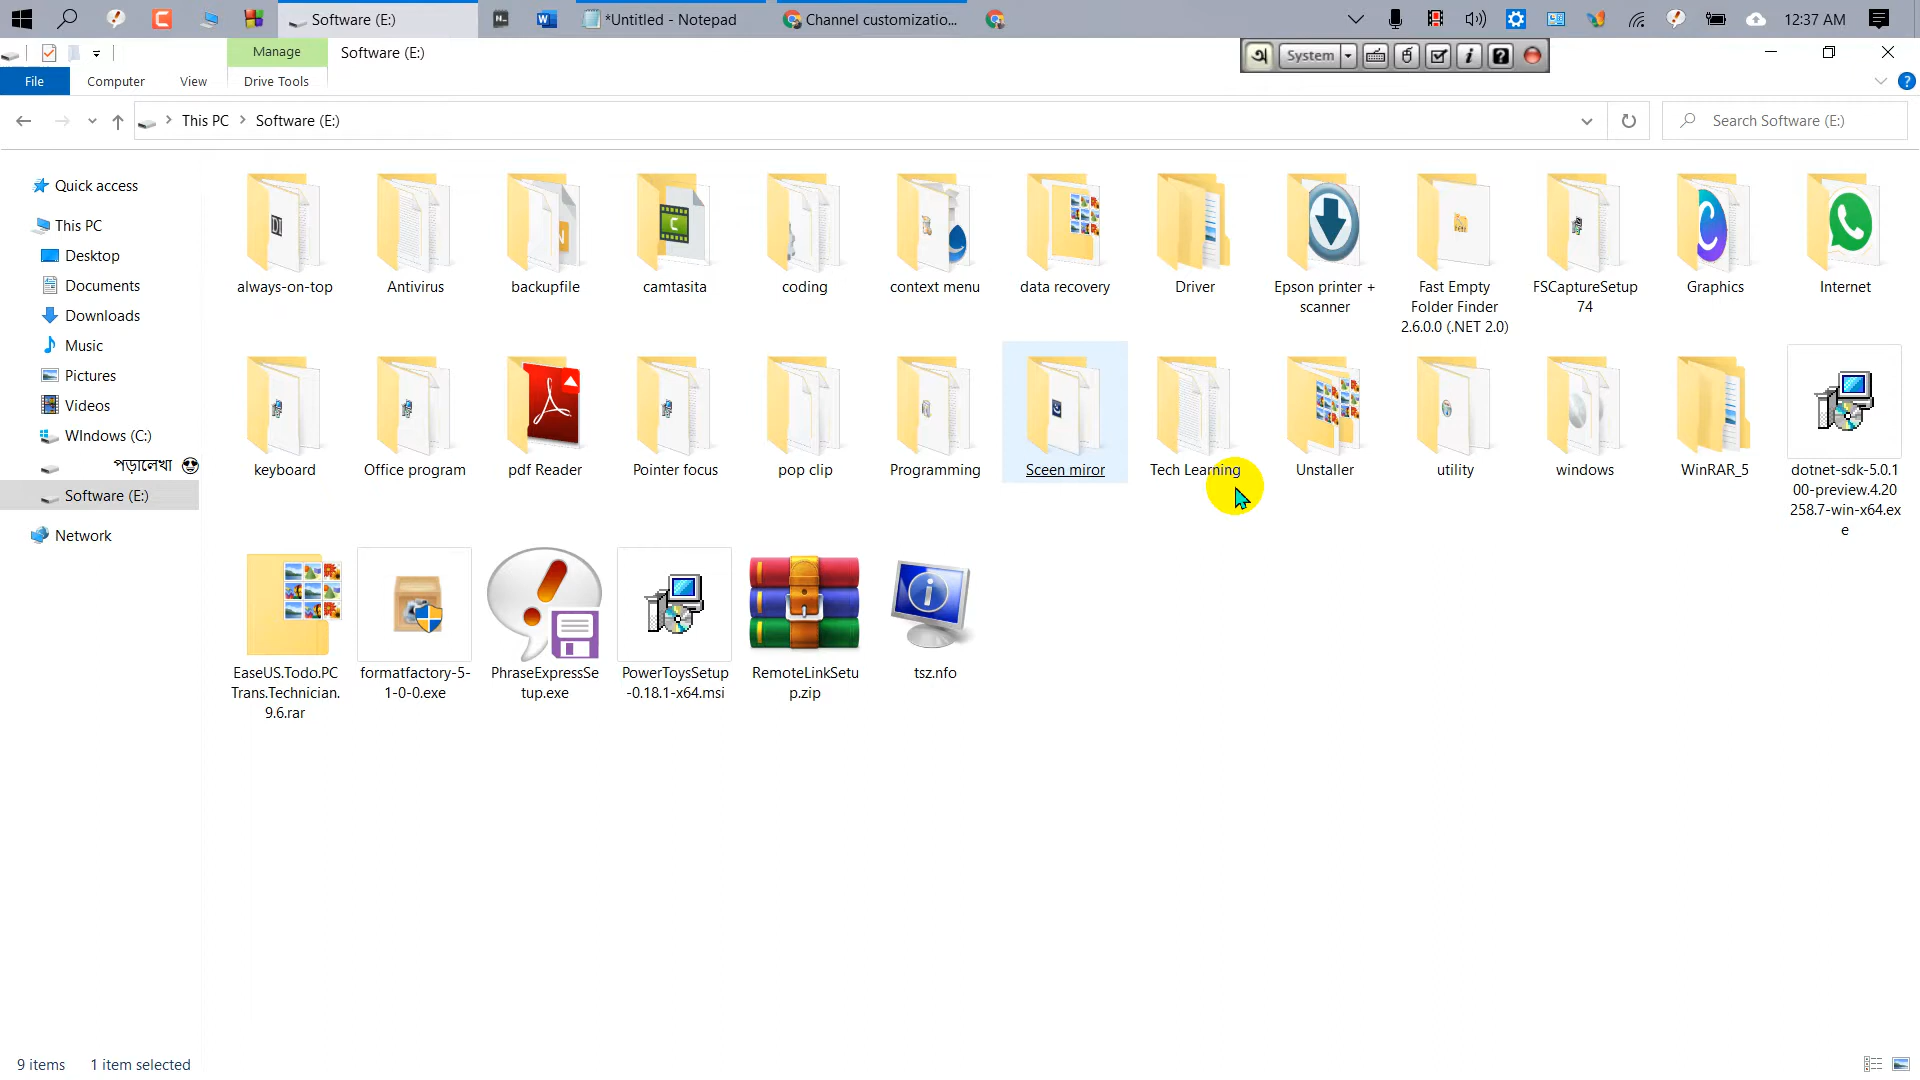 Software (E:)
*Untitled - Notepad
Channel customizatio...
12:37 AM
Manage
Software (E:)
System
File
Computer
View
Drive Tools
This PC
Software (E:)
Search Software (E:)
Quick access
This PC
Desktop
Documents
Downloads
Music
Pictures
Videos
WIndows (C:)
পড়ালেখা
Software (E:)
Network
always-on-top
Antivirus
backupfile
camtasita
coding
context menu
data recovery
Driver
Epson printer +
scanner
Fast Empty
Folder Finder
2.6.0.0 (.NET 2.0)
FSCaptureSetup
74
Graphics
Internet
keyboard
Office program
pdf Reader
Pointer focus
pop clip
Programming
Sceen miror
Tech Learning
Unstaller
utility
windows
WinRAR_5
dotnet-sdk-5.0.1
00-preview.4.20
258.7-win-x64.ex
e
EaseUS.Todo.PC
Trans.Technician.
9.6.rar
formatfactory-5-
1-0-0.exe
PhraseExpressSe
tup.exe
PowerToysSetup
-0.18.1-x64.msi
RemoteLinkSetu
p.zip
tsz.nfo
9 items
1 item selected